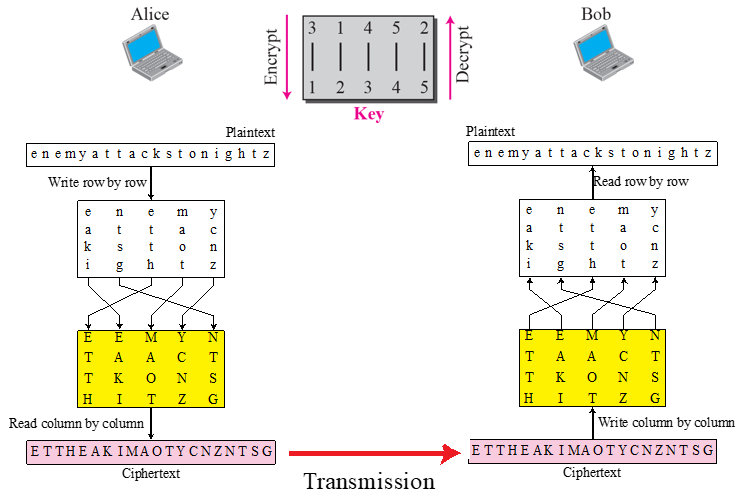 Alice
Bob
Encrypt
3 1 4 5 2
1 2 3 4 5
Decrypt
Key
Plaintext
e n e m y a t t a c k s t o n i g h t z
Write row by row
e n e m y
a t t a c
k s t o n
i g h t z
E E M Y N
T A A C T
T K O N S
H I T Z G
Read column by column
E T T H E A K I M A O T Y C N Z N T S G
Ciphertext
Transmission
Plaintext
e n e m y a t t a c k s t o n i g h t z
Read row by row
e n e m y
a t t a c
k s t o n
i g h t z
E E M Y N
T A A C T
T K O N S
H I T Z G
Write column by column
E T T H E A K I M A O T Y C N Z N T S G
Ciphertext